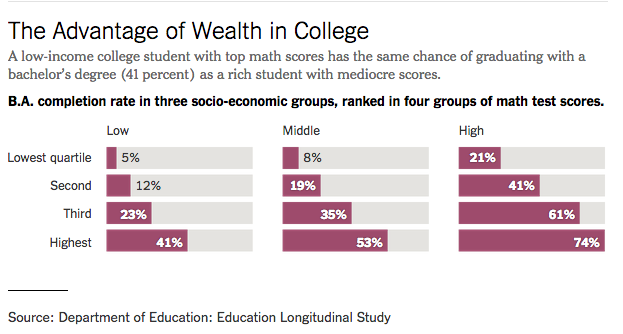 The Advantage of Wealth in College
A low-income college student with top math scores has the same chance of graduating with a
bachelor’s degree (41 percent) as a rich student with mediocre scores.
B.A. completion rate in three socio-economic groups, ranked in four groups of math test scores.
Low Middle High
Lowest quartile 5% 8% 21%
Second 12% 19% 41%
Third 23% 35% 61%
Highest 41% 53% 74%
Source: Department of Education: Education Longitudinal Study